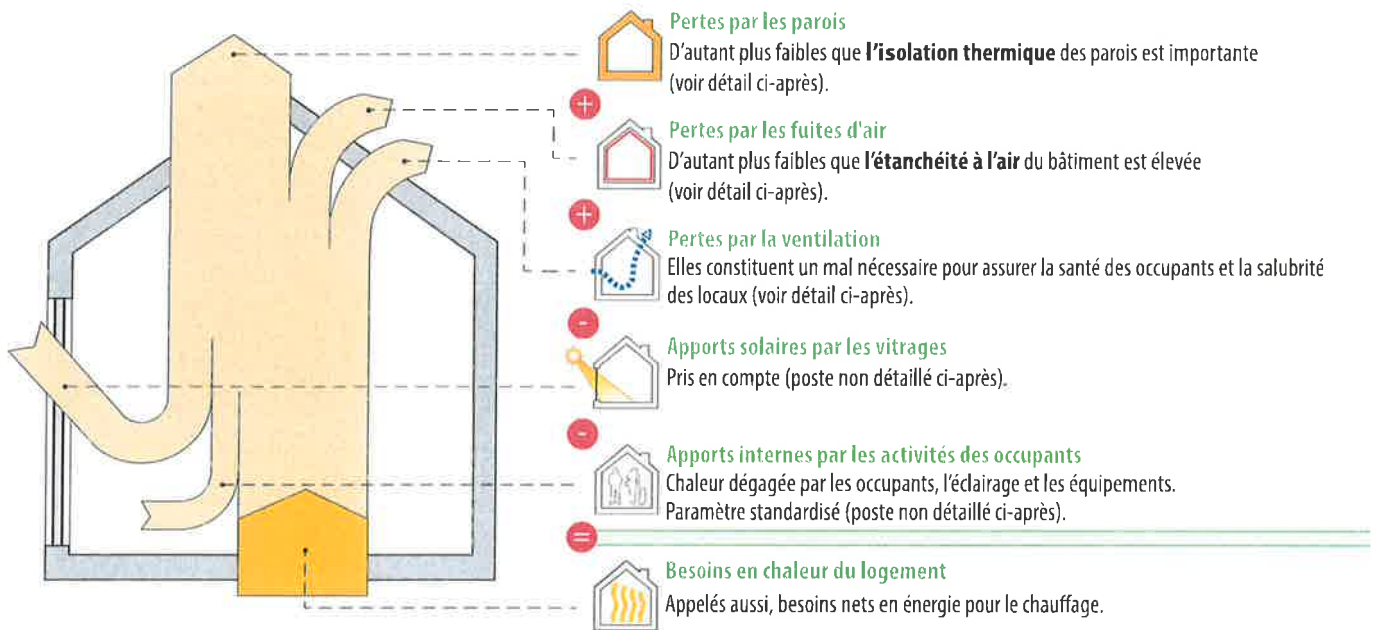 Pertes par les parois
D'autant plus faibles que l'isolation thermique des parois est importante
(voir détail ci-après).
+
Pertes par les fuites d'air
D'autant plus faibles que l'étanchéité à l'air du bâtiment est élevée
(voir détail ci-après).
+
Pertes par la ventilation
Elles constituent un mal nécessaire pour assurer la santé des occupants et la salubrité
des locaux (voir détail ci-après).
-
Apports solaires par les vitrages
Pris en compte (poste non détaillé ci-après).
-
Apports internes par les activités des occupants
Chaleur dégagée par les occupants, l'éclairage et les équipements.
Paramètre standardisé (poste non détaillé ci-après).
=
Besoins en chaleur du logement
Appelés aussi, besoins nets en énergie pour le chauffage.